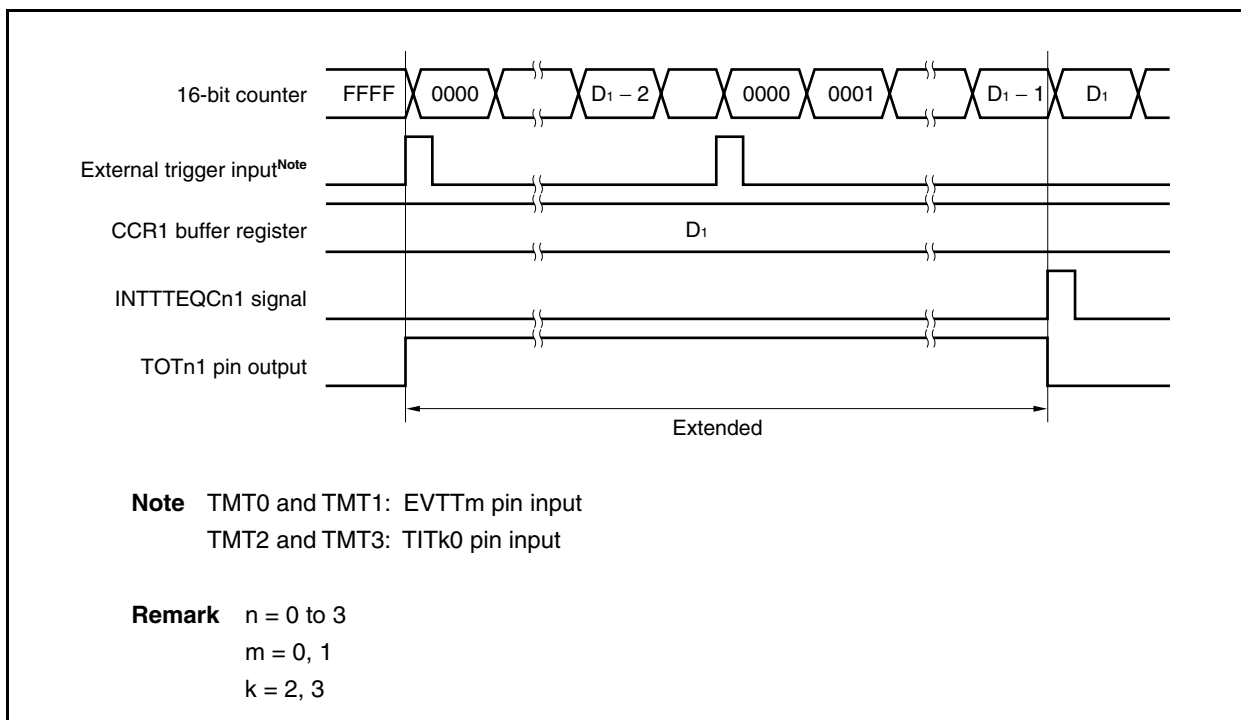 16-bit counter FFFF 0000 D1 – 2 0000 0001 D1 – 1 D1
External trigger inputNote
CCR1 buffer register D1
INTTTEQCn1 signal
TOTn1 pin output
Extended
Note TMT0 and TMT1: EVTTm pin input
TMT2 and TMT3: TITk0 pin input
Remark n = 0 to 3
m = 0, 1
k = 2, 3